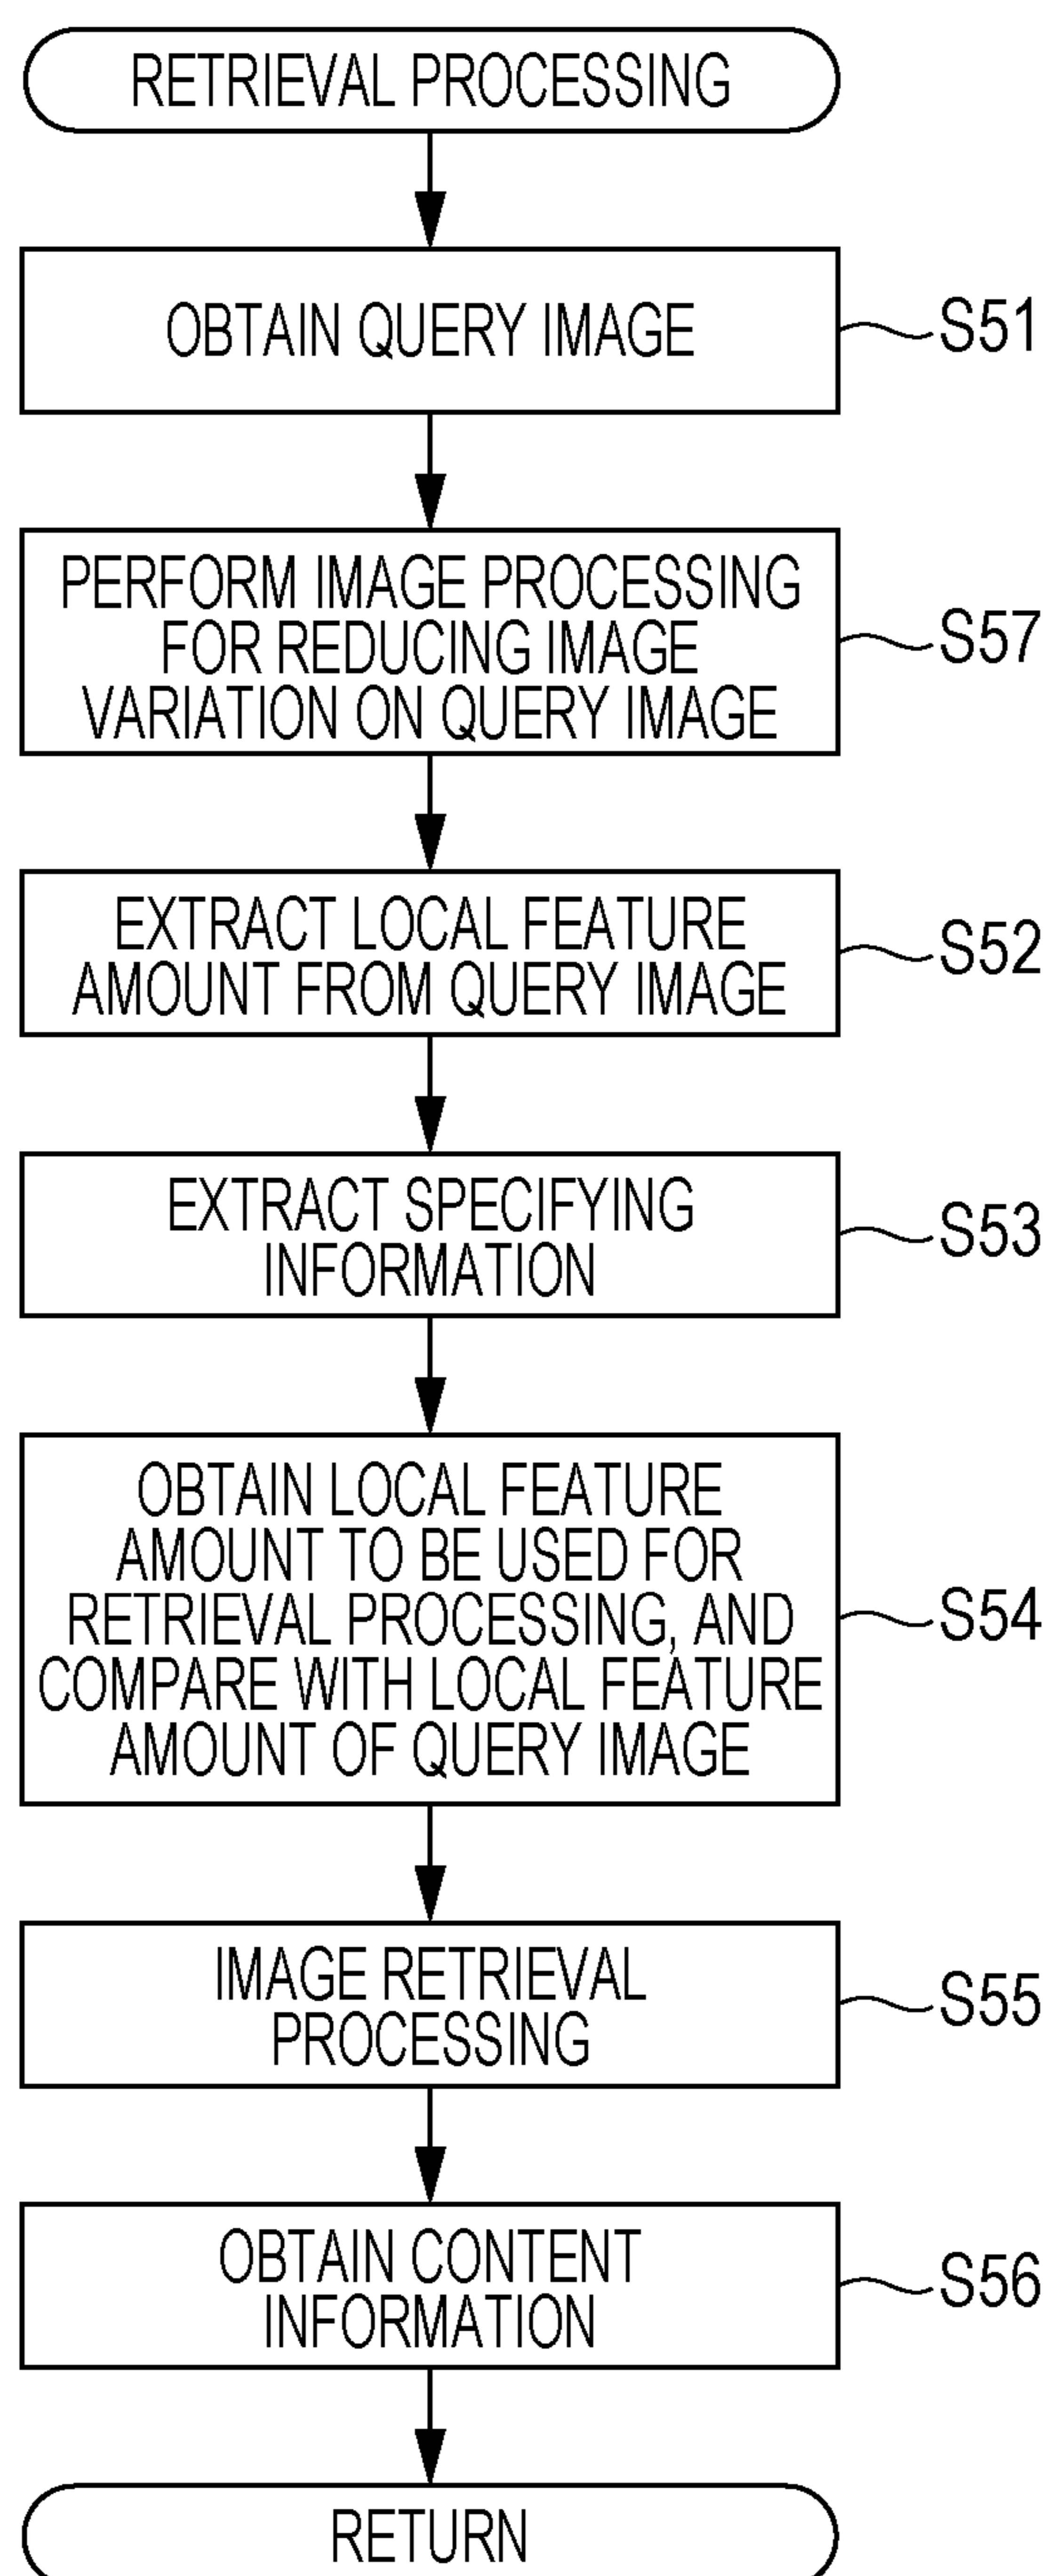 RETRIEVAL PROCESSING
OBTAIN QUERY IMAGE
S51
PERFORM IMAGE PROCESSING
FOR REDUCING IMAGE
VARIATION ON QUERY IMAGE
S57
EXTRACT LOCAL FEATURE
AMOUNT FROM QUERY IMAGE
S52
EXTRACT SPECIFYING
INFORMATION
S53
OBTAIN LOCAL FEATURE
AMOUNT TO BE USED FOR
RETRIEVAL PROCESSING, AND
COMPARE WITH LOCAL FEATURE
AMOUNT OF QUERY IMAGE
S54
IMAGE RETRIEVAL
PROCESSING
S55
OBTAIN CONTENT
INFORMATION
S56
RETURN